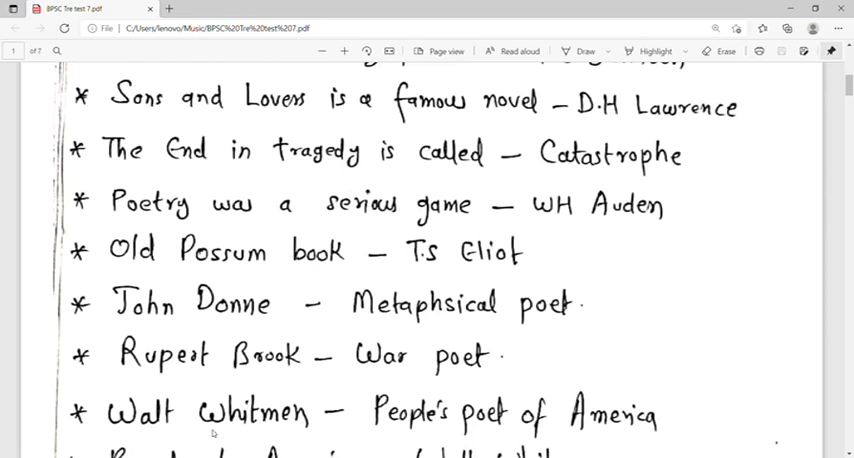 BPSC Tre test 7.pdf
File | C:/Users/lenovo/Music/BPSC%20Tre%20test%207.pdf
1 of 7 Page view Read aloud Draw Highlight Erase
* Sons and Lovers is a famous novel – D.H Lawrence
* The End in tragedy is called – Catastrophe
* Poetry was a serious game – WH Auden
* Old Possum book – T.S Eliot
* John Donne – Metaphsical poet.
* Rupert Brook – War poet.
* Walt Whitmen – People's poet of America